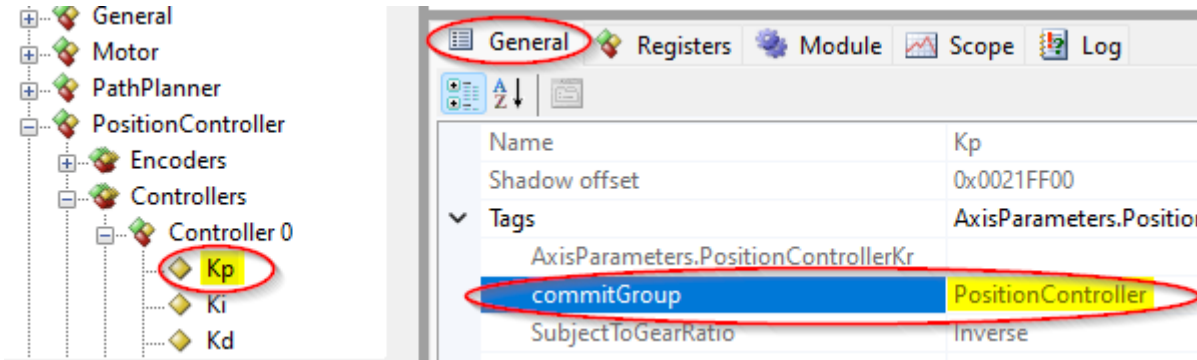 General
Motor
PathPlanner
PositionController
Encoders
Controllers
Controller 0
Kp
Ki
Kd
General Registers Module Scope Log
Name Kp
Shadow offset 0x0021FF00
Tags AxisParameters.Position
AxisParameters.PositionControllerKr
commitGroup PositionController
SubjectToGearRatio Inverse